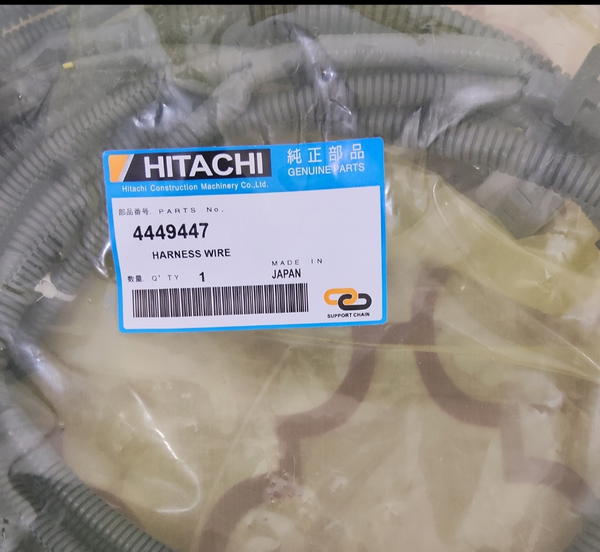 HITACHI
純正部品
GENUINE PARTS
Hitachi Construction Machinery Co.,Ltd.
部品番号. PARTS No.
4449447
HARNESS WIRE
数量. Q'TY 1
MADE IN
JAPAN
SUPPORT CHAIN